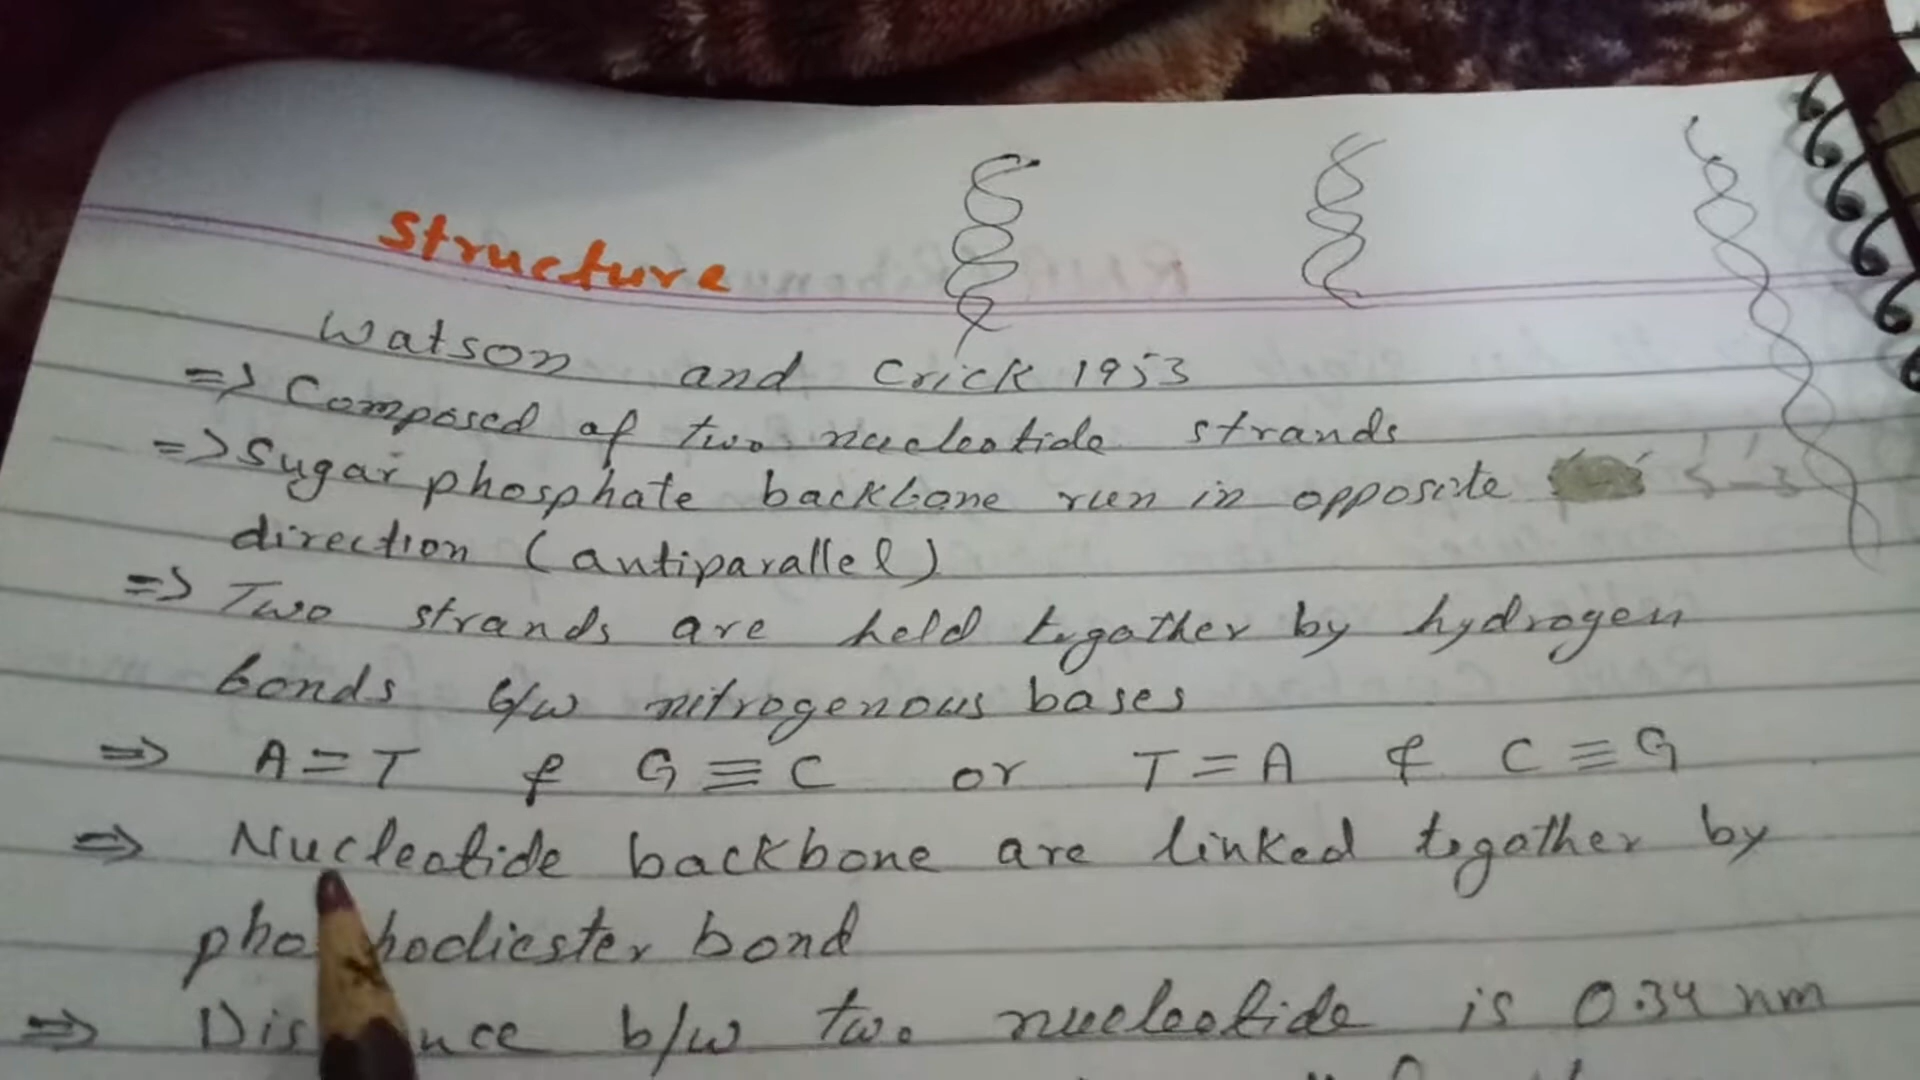 structure
Watson and Crick 1953
=> Composed of two nucleotide strands
=> Sugar phosphate backbone run in opposite
direction (antiparallel)
=> Two strands are held togather by hydrogen
bonds b/w nitrogenous bases
=> A=T & G≡C or T=A & C≡G
=> Nucleotide backbone are linked togather by
phosphodiester bond
=> Distance b/w two nucleotide is 0.34 nm